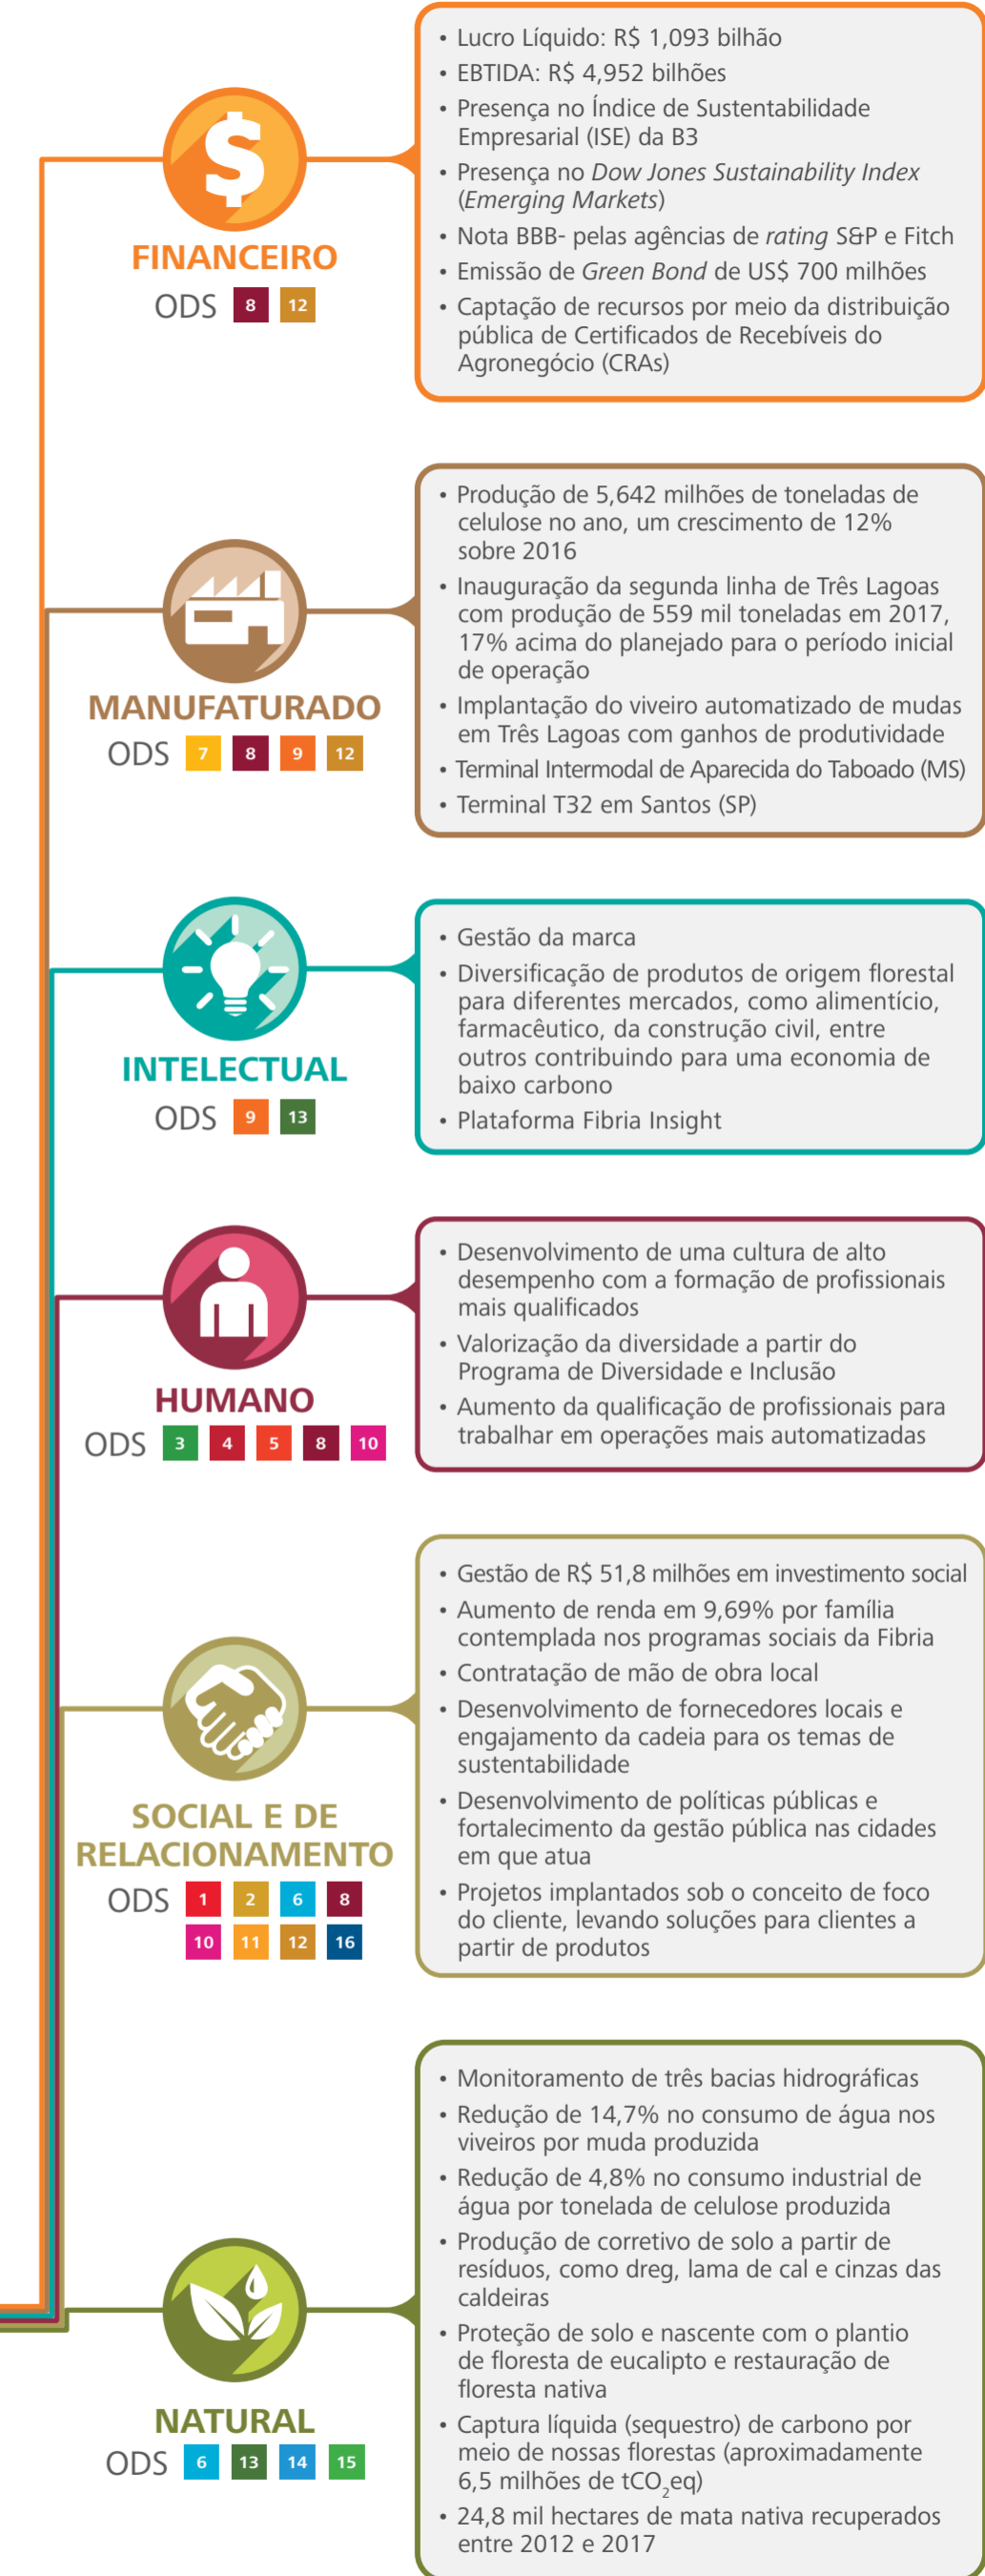 • Lucro Líquido: R$ 1,093 bilhão
• EBTIDA: R$ 4,952 bilhões
• Presença no Índice de Sustentabilidade
Empresarial (ISE) da B3
• Presença no Dow Jones Sustainability Index
(Emerging Markets)
• Nota BBB- pelas agências de rating S&P e Fitch
• Emissão de Green Bond de US$ 700 milhões
• Captação de recursos por meio da distribuição
pública de Certificados de Recebíveis do
Agronegócio (CRAs)
$
FINANCEIRO
ODS 8 12
• Produção de 5,642 milhões de toneladas de
celulose no ano, um crescimento de 12%
sobre 2016
• Inauguração da segunda linha de Três Lagoas
com produção de 559 mil toneladas em 2017,
17% acima do planejado para o período inicial
de operação
• Implantação do viveiro automatizado de mudas
em Três Lagoas com ganhos de produtividade
• Terminal Intermodal de Aparecida do Taboado (MS)
• Terminal T32 em Santos (SP)
MANUFATURADO
ODS 7 8 9 12
• Gestão da marca
• Diversificação de produtos de origem florestal
para diferentes mercados, como alimentício,
farmacêutico, da construção civil, entre
outros contribuindo para uma economia de
baixo carbono
• Plataforma Fibria Insight
INTELECTUAL
ODS 9 13
• Desenvolvimento de uma cultura de alto
desempenho com a formação de profissionais
mais qualificados
• Valorização da diversidade a partir do
Programa de Diversidade e Inclusão
• Aumento da qualificação de profissionais para
trabalhar em operações mais automatizadas
HUMANO
ODS 3 4 5 8 10
• Gestão de R$ 51,8 milhões em investimento social
• Aumento de renda em 9,69% por família
contemplada nos programas sociais da Fibria
• Contratação de mão de obra local
• Desenvolvimento de fornecedores locais e
engajamento da cadeia para os temas de
sustentabilidade
• Desenvolvimento de políticas públicas e
fortalecimento da gestão pública nas cidades
em que atua
• Projetos implantados sob o conceito de foco
do cliente, levando soluções para clientes a
partir de produtos
SOCIAL E DE
RELACIONAMENTO
ODS 1 2 6 8
10 11 12 16
• Monitoramento de três bacias hidrográficas
• Redução de 14,7% no consumo de água nos
viveiros por muda produzida
• Redução de 4,8% no consumo industrial de
água por tonelada de celulose produzida
• Produção de corretivo de solo a partir de
resíduos, como dreg, lama de cal e cinzas das
caldeiras
• Proteção de solo e nascente com o plantio
de floresta de eucalipto e restauração de
floresta nativa
• Captura líquida (sequestro) de carbono por
meio de nossas florestas (aproximadamente
6,5 milhões de tCO₂eq)
• 24,8 mil hectares de mata nativa recuperados
entre 2012 e 2017
NATURAL
ODS 6 13 14 15